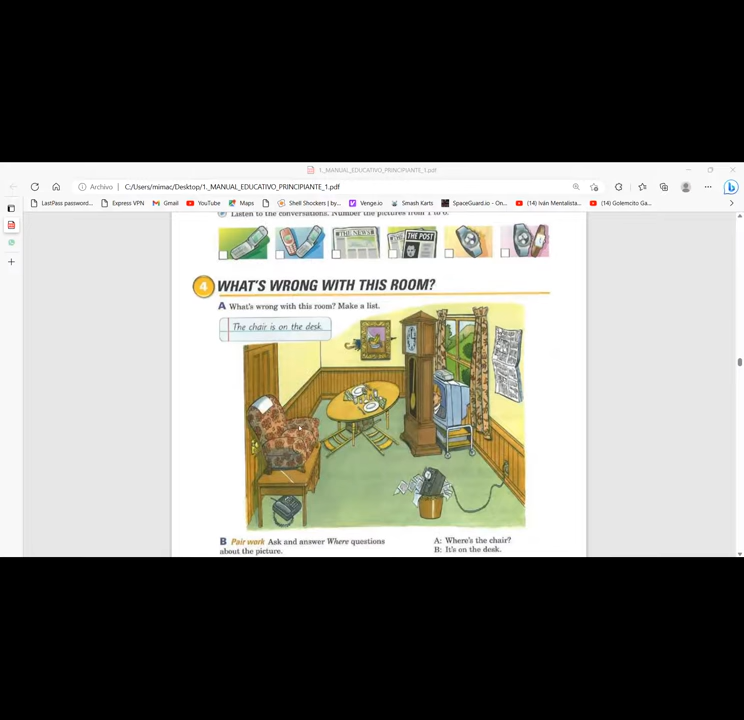 1._MANUAL_EDUCATIVO_PRINCIPIANTE_1.pdf
Archivo | C:/Users/mimac/Desktop/1._MANUAL_EDUCATIVO_PRINCIPIANTE_1.pdf
LastPass password... Express VPN Gmail YouTube Maps Shell Shockers | by... Venge.io Smash Karts SpaceGuard.io - On... (14) Iván Mentalista... (14) Golemcito Ga...
Listen to the conversations. Number the pictures from 1 to 6.
THE NEWS THE POST
4 WHAT'S WRONG WITH THIS ROOM?
A What's wrong with this room? Make a list.
The chair is on the desk.
B Pair work Ask and answer Where questions
about the picture.
A: Where's the chair?
B: It's on the desk.